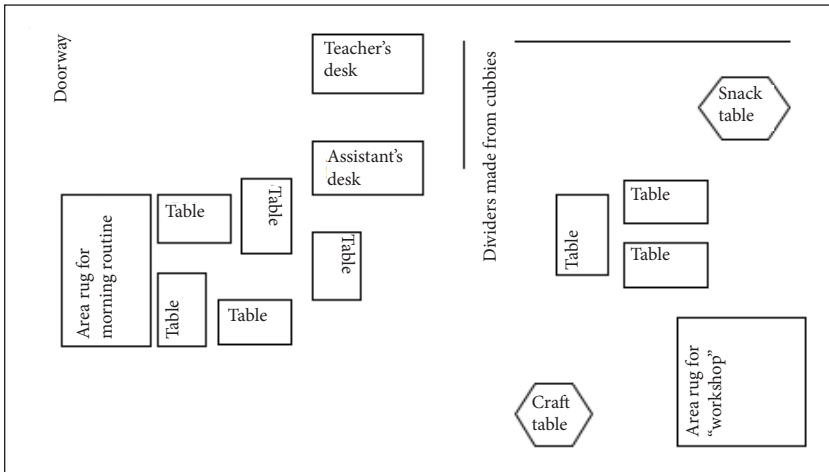 Doorway
Teacher's
desk
Dividers made from cubbies
Snack
table
Assistant's
desk
Area rug for
morning routine
Table
Table
Table
Table
Table
Table
Table
Table
Craft
table
Area rug for
“workshop”